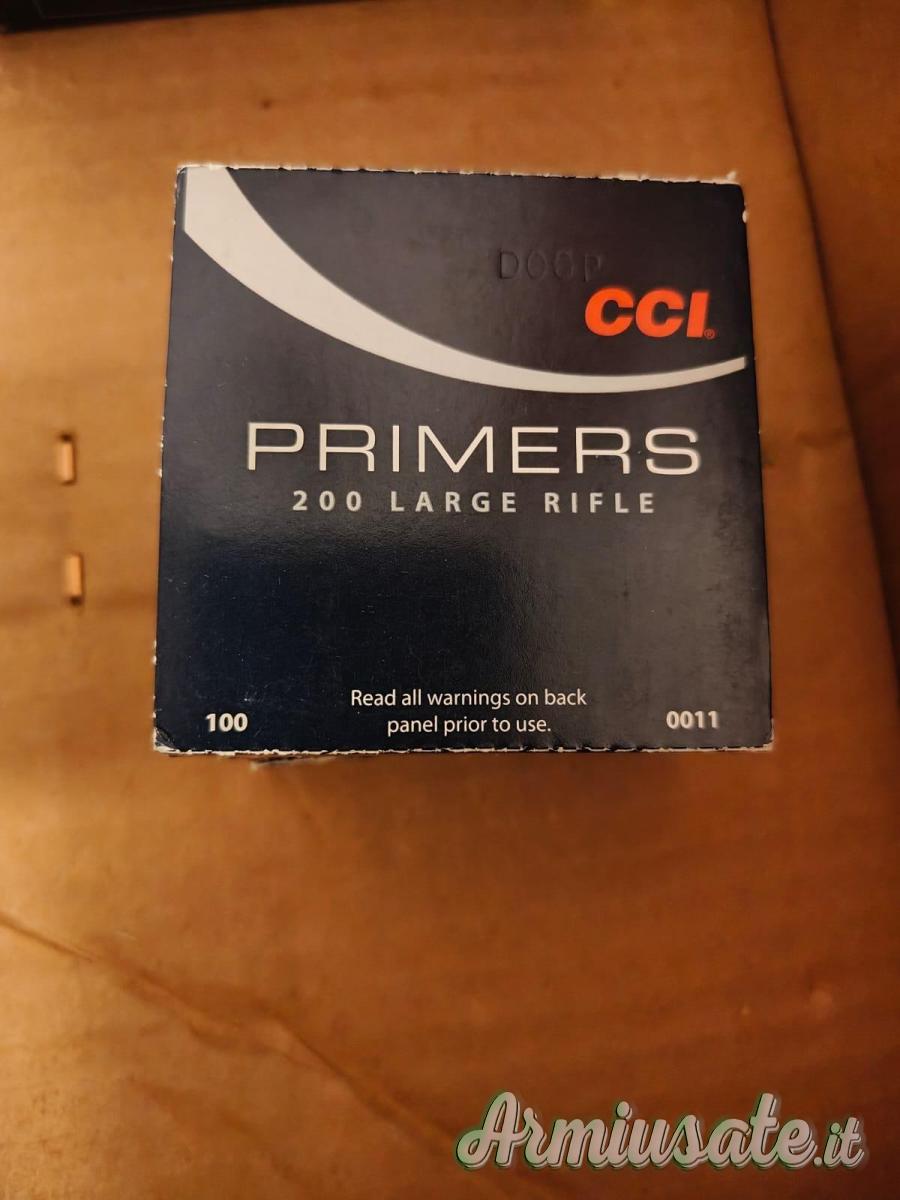 CCI
PRIMERS
200 LARGE RIFLE
Read all warnings on back
panel prior to use.
100
0011
Armiusate.it